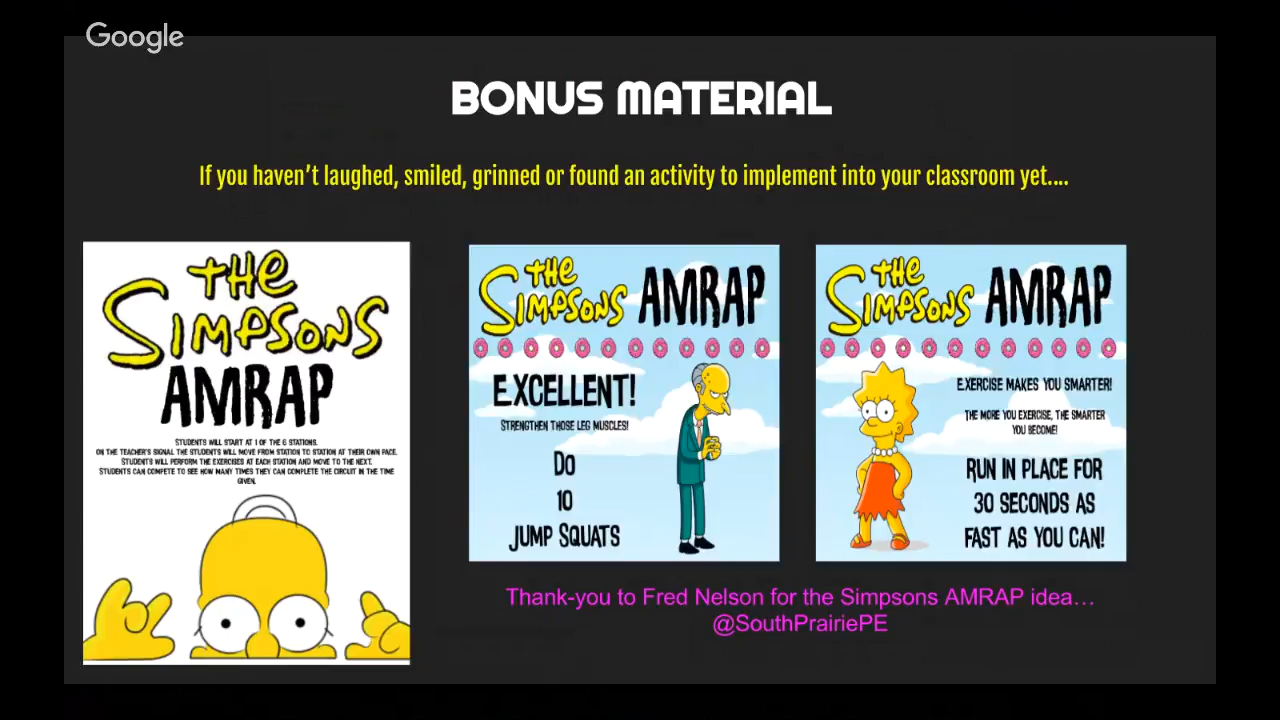 Google
BONUS MATERIAL
If you haven't laughed, smiled, grinned or found an activity to implement into your classroom yet....
THE
SIMPSONS
AMRAP
STUDENTS WILL START AT 1 OF THE 6 STATIONS.
ON THE TEACHER'S SIGNAL THE STUDENTS WILL MOVE FROM STATION TO STATION AT THEIR OWN PACE.
STUDENTS WILL PERFORM THE EXERCISES AT EACH STATION AND MOVE TO THE NEXT.
STUDENTS CAN COMPETE TO SEE HOW MANY TIMES THEY CAN COMPLETE THE CIRCUIT IN THE TIME
GIVEN.
THE
SIMPSONS AMRAP
EXCELLENT!
STRENGTHEN THOSE LEG MUSCLES!
DO
10
JUMP SQUATS
THE
SIMPSONS AMRAP
EXERCISE MAKES YOU SMARTER!
THE MORE YOU EXERCISE, THE SMARTER
YOU BECOME!
RUN IN PLACE FOR
30 SECONDS AS
FAST AS YOU CAN!
Thank-you to Fred Nelson for the Simpsons AMRAP idea...
@SouthPrairiePE